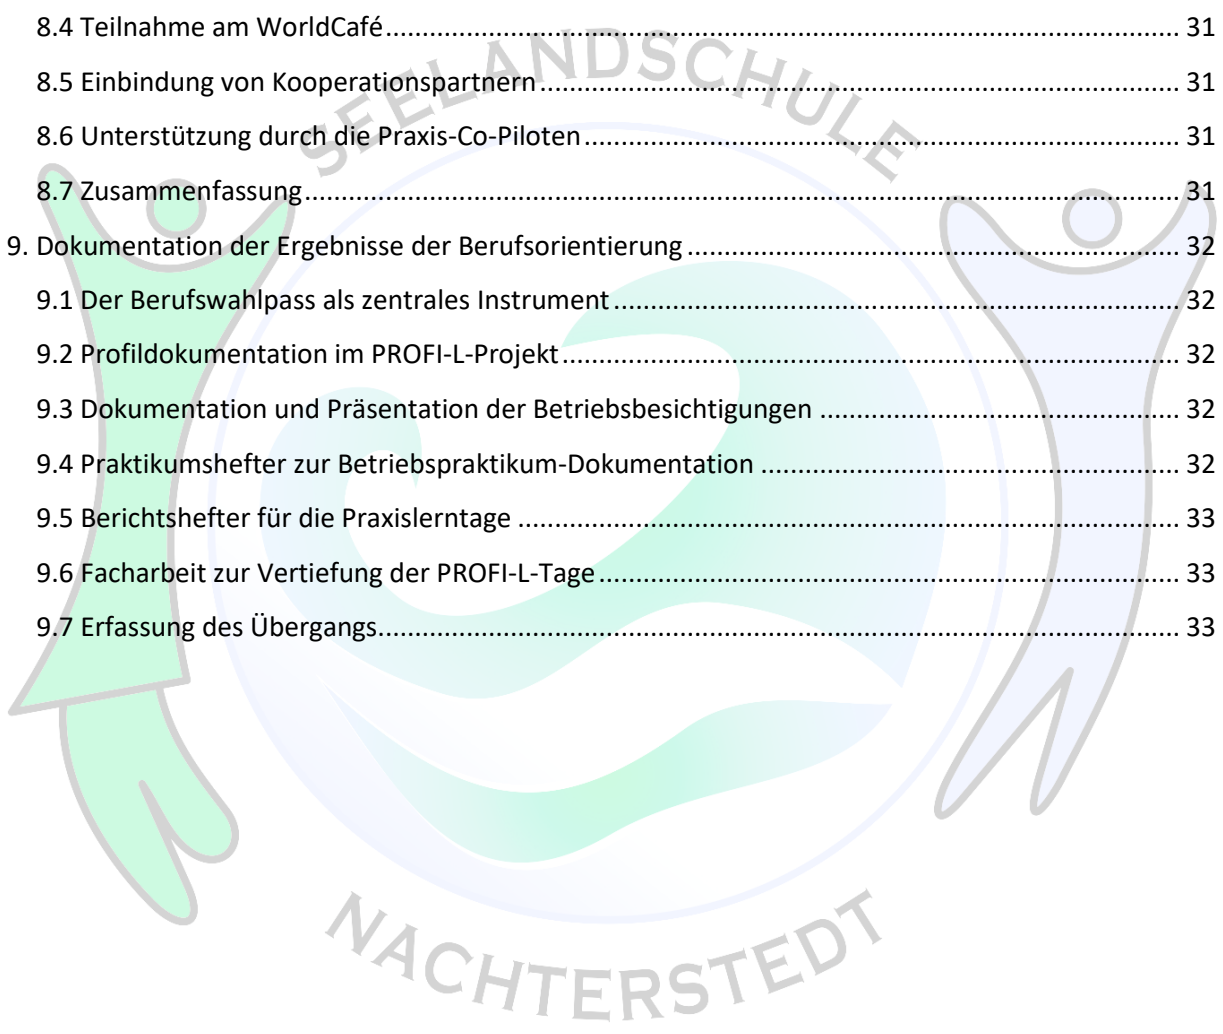 SEELANDSCHULE
8.4 Teilnahme am WorldCafé 31
8.5 Einbindung von Kooperationspartnern 31
8.6 Unterstützung durch die Praxis-Co-Piloten 31
8.7 Zusammenfassung 31
9. Dokumentation der Ergebnisse der Berufsorientierung 32
9.1 Der Berufswahlpass als zentrales Instrument 32
9.2 Profildokumentation im PROFI-L-Projekt 32
9.3 Dokumentation und Präsentation der Betriebsbesichtigungen 32
9.4 Praktikumshefter zur Betriebspraktikum-Dokumentation 32
9.5 Berichtshefter für die Praxislerntage 33
9.6 Facharbeit zur Vertiefung der PROFI-L-Tage 33
9.7 Erfassung des Übergangs 33
NACHTERSTEDT